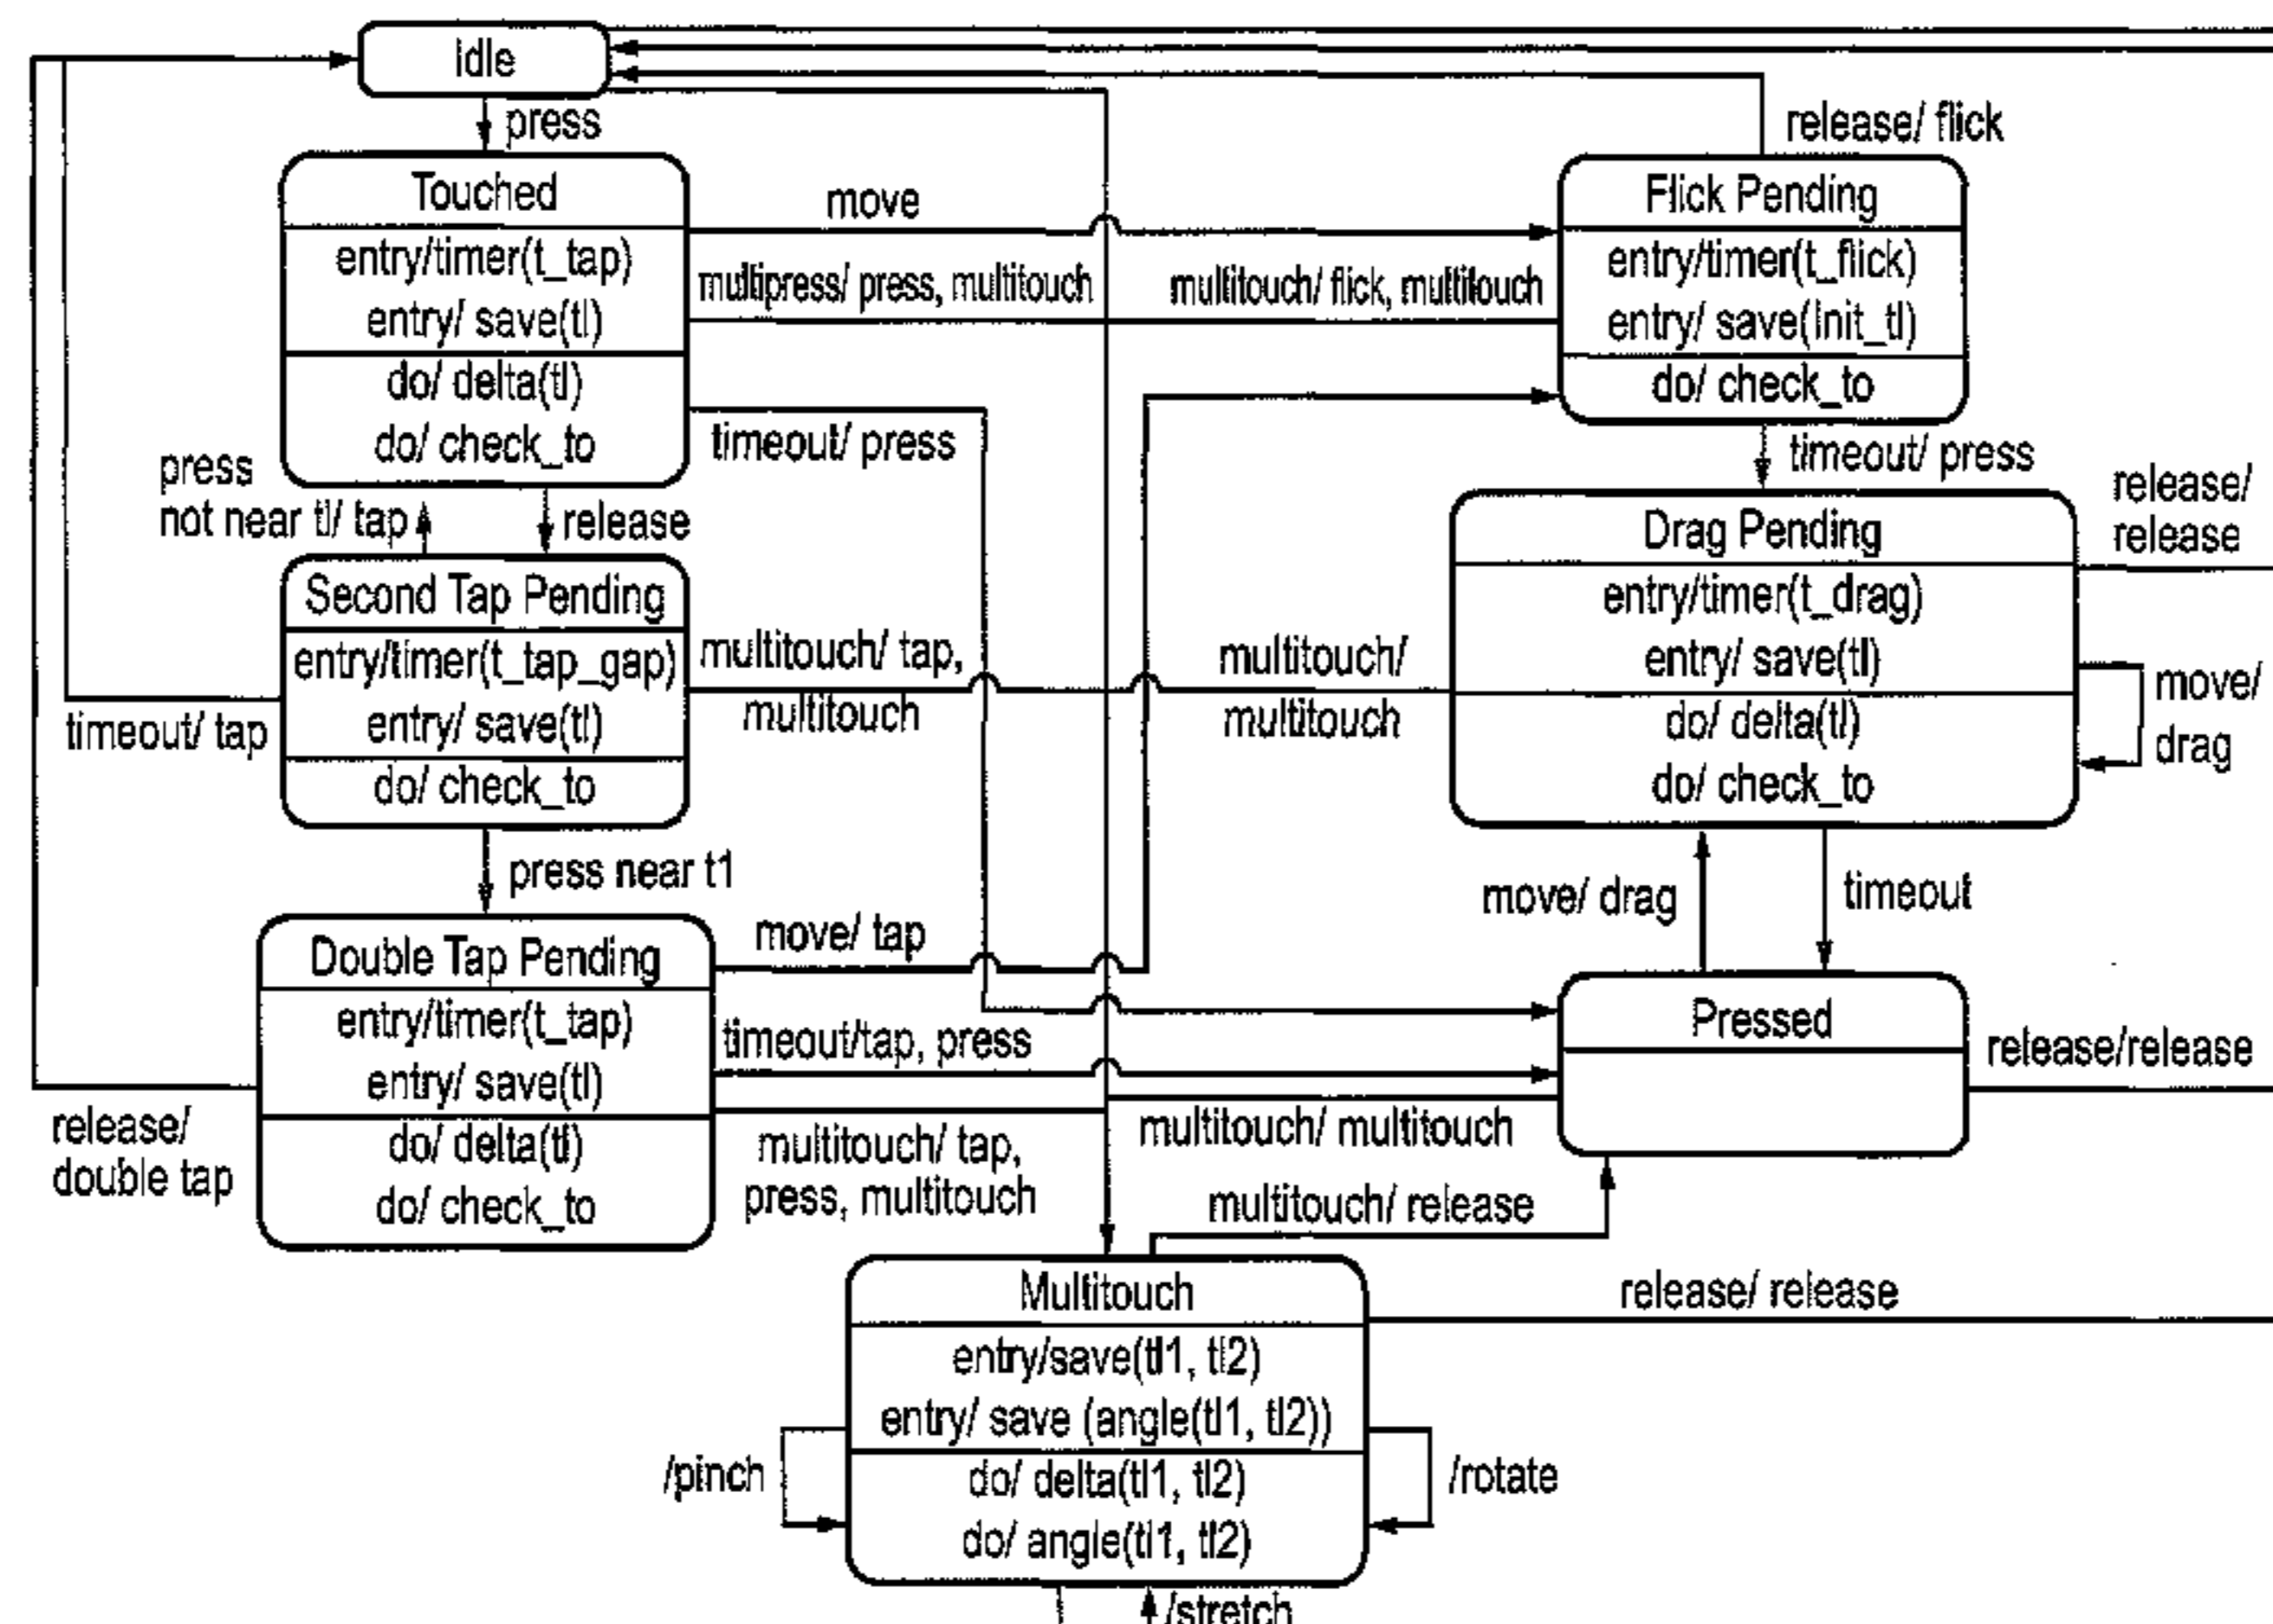 idle
press
release/ flick
Touched
entry/timer(t_tap)
entry/ save(tl)
do/ delta(tl)
do/ check_to
move
multipress/ press, multitouch
multitouch/ flick, multitouch
Flick Pending
entry/timer(t_flick)
entry/ save(Init_tl)
do/ check_to
timeout/ press
timeout/ press
press
not near tl/ tap
release
release/
release
Drag Pending
entry/timer(t_drag)
entry/ save(tl)
do/ delta(tl)
do/ check_to
move/
drag
Second Tap Pending
entry/timer(t_tap_gap)
entry/ save(tl)
do/ check_to
multitouch/ tap,
multitouch
multitouch/
multitouch
timeout/ tap
press near t1
move/ drag
timeout
Double Tap Pending
entry/timer(t_tap)
entry/ save(tl)
do/ delta(tl)
do/ check_to
move/ tap
timeout/tap, press
Pressed
release/release
release/
double tap
multitouch/ tap,
press, multitouch
multitouch/ multitouch
multitouch/ release
Multitouch
entry/save(tl1, tl2)
entry/ save (angle(tl1, tl2))
do/ delta(tl1, tl2)
do/ angle(tl1, tl2)
release/ release
/pinch
/rotate
/stretch